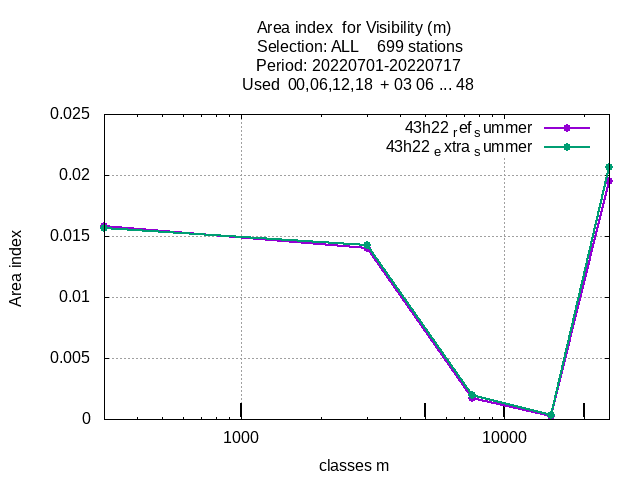 Area index  for Visibility (m)
Selection: ALL    699 stations
Period: 20220701-20220717
Used  00,06,12,18  + 03 06 ... 48
0.025
0.02
0.015
0.01
0.005
0
Area index
43h22 ref summer
43h22 extra summer
1000
10000
classes m